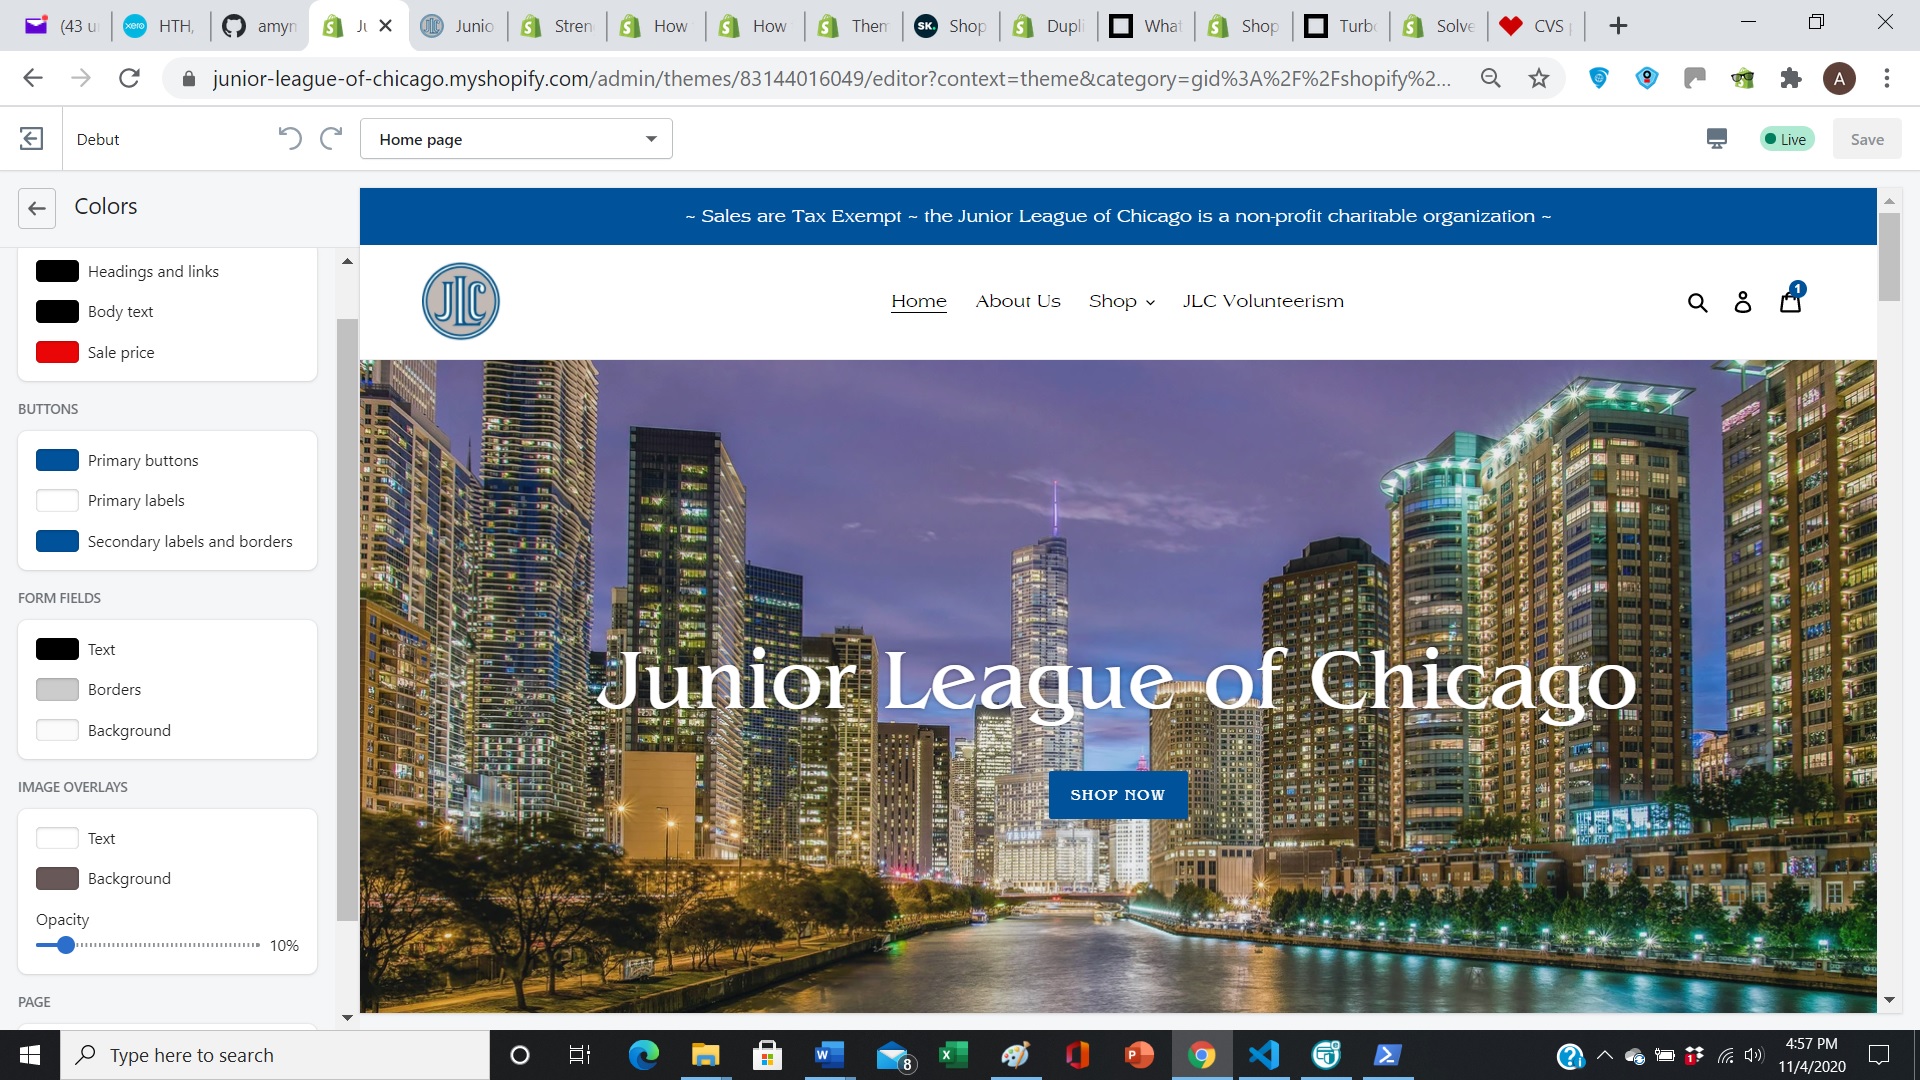 (43 u
HTH,
amyn
Ju
Junio
Stren
How
How
Them
SK.
Shop
Dupli
What
Shop
Turbo
Solve
CVS p
junior-league-of-chicago.myshopify.com/admin/themes/83144016049/editor?context=theme&category=gid%3A%2F%2Fshopify%2...
A
Debut
Home page
Live
Save
Colors
Headings and links
Body text
Sale price
BUTTONS
Primary buttons
Primary labels
Secondary labels and borders
FORM FIELDS
Text
Borders
Background
IMAGE OVERLAYS
Text
Background
Opacity
10%
PAGE
~ Sales are Tax Exempt ~ the Junior League of Chicago is a non-profit charitable organization ~
JLC
Home
About Us
Shop
JLC Volunteerism
1
Junior League of Chicago
SHOP NOW
Type here to search
8
1
4:57 PM
11/4/2020